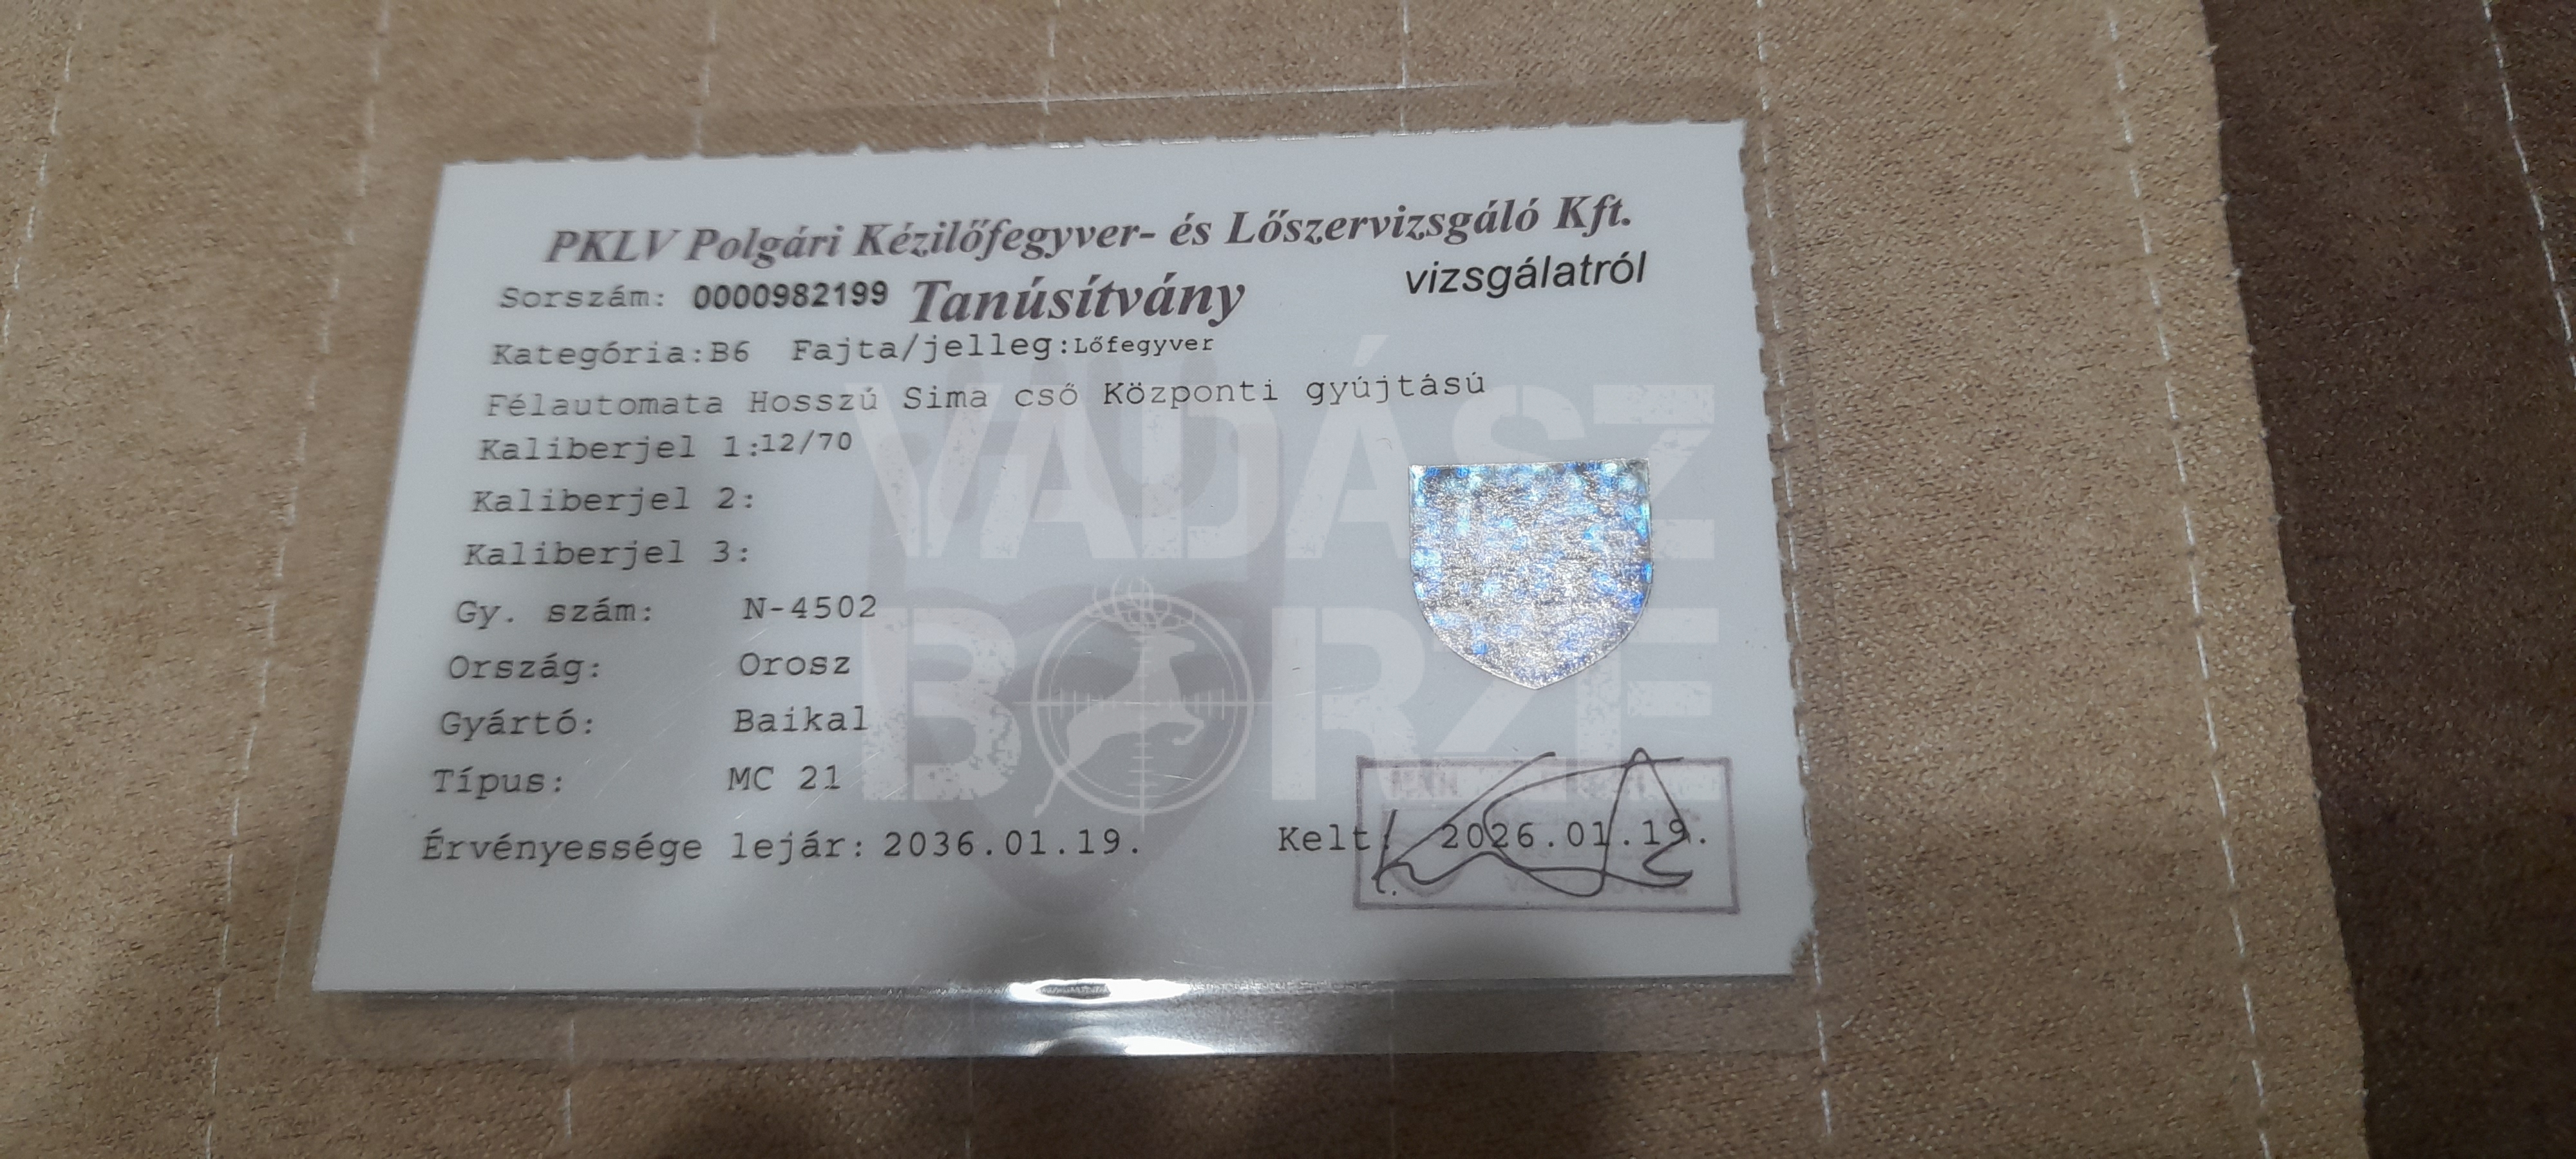 PKLV Polgári Kézilőfegyver- és Lőszervizsgáló Kft.
Sorszám: 0000982199 Tanúsítvány vizsgálatról
Kategória:B6 Fajta/jelleg:Lőfegyver
Félautomata Hosszú Sima cső Központi gyújtású
Kaliberjel 1:12/70
Kaliberjel 2:
Kaliberjel 3:
Gy. szám: N-4502
Ország: Orosz
Gyártó: Baikal
Típus: MC 21
Érvényessége lejár: 2036.01.19. Kelt: 2026.01.19.
VADÁSZ
BÖRZE